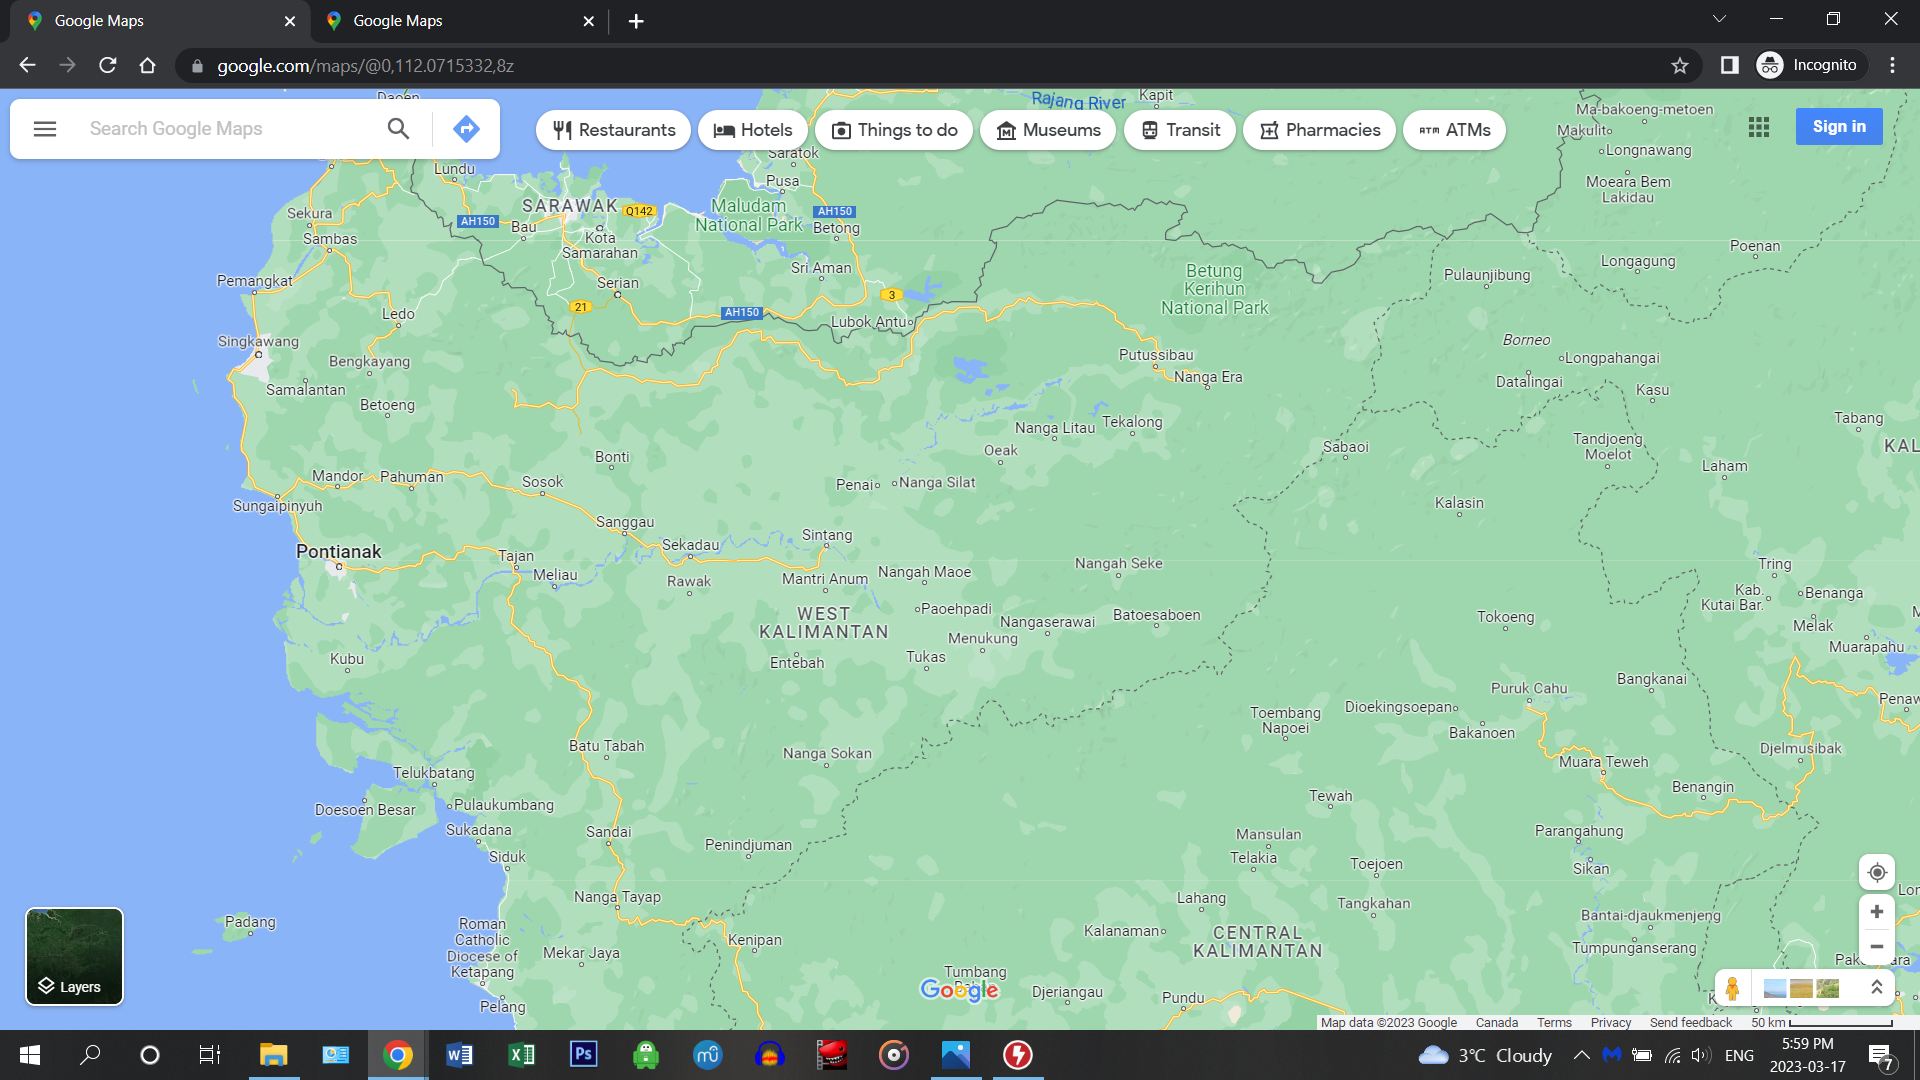 Google Maps
Google Maps
google.com/maps/@0,112.0715332,8z
Incognito
Search Google Maps
Restaurants
Hotels
Things to do
Museums
Transit
Pharmacies
ATM
ATMs
Sign in
Rajang River
Kapit
Ma-bakoeng-metoen
Makulit
Longnawang
Moeara Bem
Lakidau
Saratok
Pusa
Lundu
SARAWAK
Q142
Maludam
National Park
AH150
Betong
AH150
Bau
Kota
Samarahan
Sekura
Sambas
Sri Aman
Serian
Pemangkat
21
3
AH150
Lubok Antu
Ledo
Betung
Kerihun
National Park
Pulaunjibung
Longagung
Poenan
Singkawang
Bengkayang
Samalantan
Betoeng
Putussibau
Nanga Era
Borneo
Longpahangai
Datalingai
Kasu
Tabang
KAL
Nanga Litau
Tekalong
Oeak
Sabaoi
Tandjoeng
Moelot
Laham
Bonti
Mandor
Pahuman
Sosok
Penai
Nanga Silat
Kalasin
Sungaipinyuh
Sanggau
Sekadau
Sintang
Pontianak
Tajan
Meliau
Rawak
Mantri Anum
Nangah Maoe
Nangah Seke
Tring
Kab.
Kutai Bar.
Benanga
Melak
Muarapahu
WEST
KALIMANTAN
Paoehpadi
Nangaserawai
Batoesaboen
Menukung
Tokoeng
Kubu
Entebah
Tukas
Bangkanai
Puruk Cahu
Penaw
Toembang
Napoei
Dioekingsoepan
Bakanoen
Batu Tabah
Nanga Sokan
Djelmusibak
Muara Teweh
Benangin
Telukbatang
Doesoen Besar
Pulaukumbang
Sukadana
Siduk
Sandai
Penindjuman
Tewah
Mansulan
Telakia
Toejoen
Parangahung
Sikan
Nanga Tayap
Lahang
Tangkahan
Padang
Roman
Catholic
Diocese of
Ketapang
Pelang
Mekar Jaya
Kenipan
Kalanaman
CENTRAL
KALIMANTAN
Bantai-djaukmenjeng
Tumpunganserang
Tumbang
Djeriangau
Pundu
Layers
Google
Map data ©2023 Google
Canada
Terms
Privacy
Send feedback
50 km
3°C Cloudy
ENG
5:59 PM
2023-03-17
7